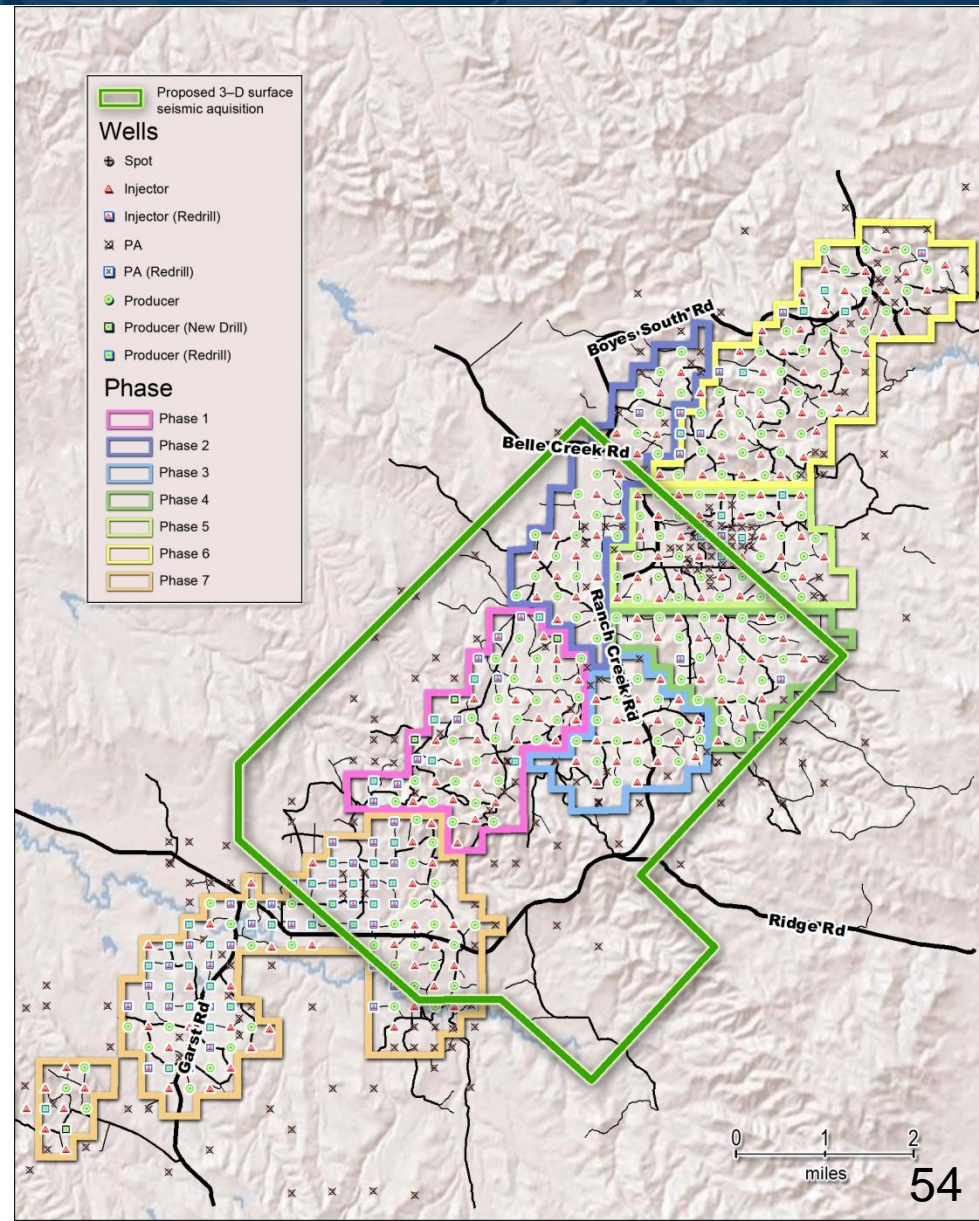 Proposed 3–D surface
seismic aquisition
Wells
Spot
Injector
Injector (Redrill)
PA
PA (Redrill)
Producer
Producer (New Drill)
Producer (Redrill)
Phase
Phase 1
Phase 2
Phase 3
Phase 4
Phase 5
Phase 6
Phase 7
Boyes South Rd
Belle Creek Rd
Ranch Creek Rd
Ridge Rd
Garst Rd
0 1 2
miles
54